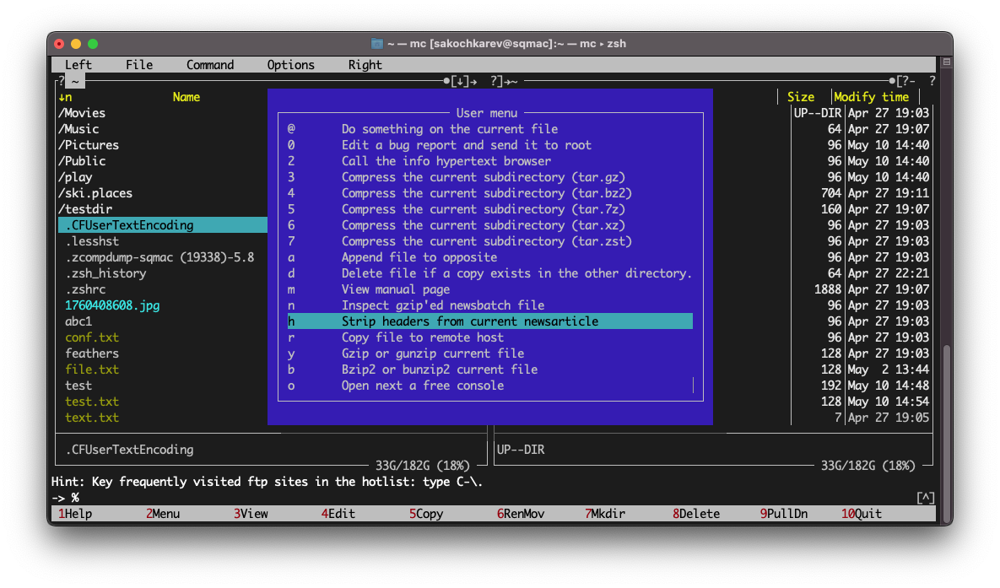 ~ — mc [sakochkarev@sqmac]:~ — mc ▸ zsh
Left File Command Options Right
? ~ [↓]→ ?]→~ [?- ?
↓n Name Size Modify time
User menu
/Movies UP--DIR Apr 27 19:03
/Music @ Do something on the current file 64 Apr 27 19:07
/Pictures 0 Edit a bug report and send it to root 96 May 10 14:40
/Public 2 Call the info hypertext browser 96 May 10 14:40
/play 3 Compress the current subdirectory (tar.gz) 96 May 10 14:40
/ski.places 4 Compress the current subdirectory (tar.bz2) 704 Apr 27 19:11
/testdir 5 Compress the current subdirectory (tar.7z) 160 Apr 27 19:07
.CFUserTextEncoding 6 Compress the current subdirectory (tar.xz) 96 Apr 27 19:03
.lesshst 7 Compress the current subdirectory (tar.zst) 96 Apr 27 19:03
.zcompdump-sqmac (19338)-5.8 a Append file to opposite 96 Apr 27 19:03
.zsh_history d Delete file if a copy exists in the other directory. 64 Apr 27 22:21
.zshrc m View manual page 1888 Apr 27 19:07
1760408608.jpg n Inspect gzip'ed newsbatch file 96 Apr 27 19:03
abc1 h Strip headers from current newsarticle 96 Apr 27 19:03
conf.txt r Copy file to remote host 96 Apr 27 19:03
feathers y Gzip or gunzip current file 128 Apr 27 19:03
file.txt b Bzip2 or bunzip2 current file 128 May 2 13:44
test o Open next a free console 192 May 10 14:48
test.txt 128 May 10 14:54
text.txt 7 Apr 27 19:05
.CFUserTextEncoding UP--DIR
33G/182G (18%) 33G/182G (18%)
Hint: Key frequently visited ftp sites in the hotlist: type C-\.
-> % [^]
1Help 2Menu 3View 4Edit 5Copy 6RenMov 7Mkdir 8Delete 9PullDn 10Quit